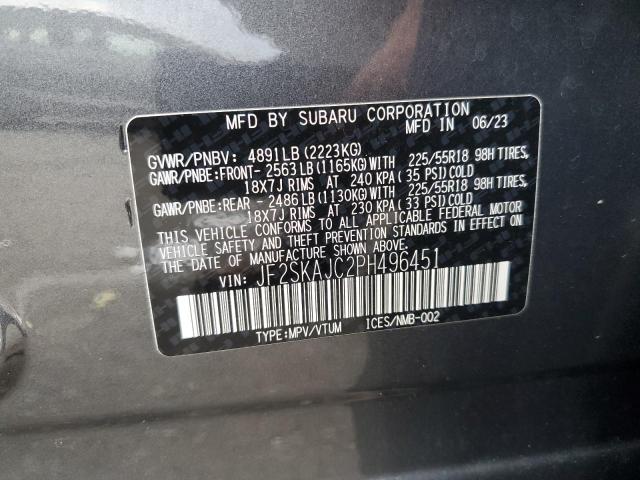 MFD BY SUBARU CORPORATION
MFD IN 06/23
GVWR/PNBV: 4891LB (2223KG)
GAWR/PNBE:FRONT- 2563LB (1165KG)WITH 225/55R18 98H TIRES,
18X7J RIMS AT 240 KPA (35 PSI) COLD
GAWR/PNBE:REAR - 2486LB (1130KG)WITH 225/55R18 98H TIRES,
18X7J RIMS AT 230 KPA (33 PSI) COLD
THIS VEHICLE CONFORMS TO ALL APPLICABLE FEDERAL MOTOR
VEHICLE SAFETY AND BUMPER STANDARDS IN EFFECT ON
THE DATE OF MANUFACTURE SHOWN ABOVE.
VIN: JF2SKAJC2PH496451
TYPE:MPV/VTUM ICES/NMB-002